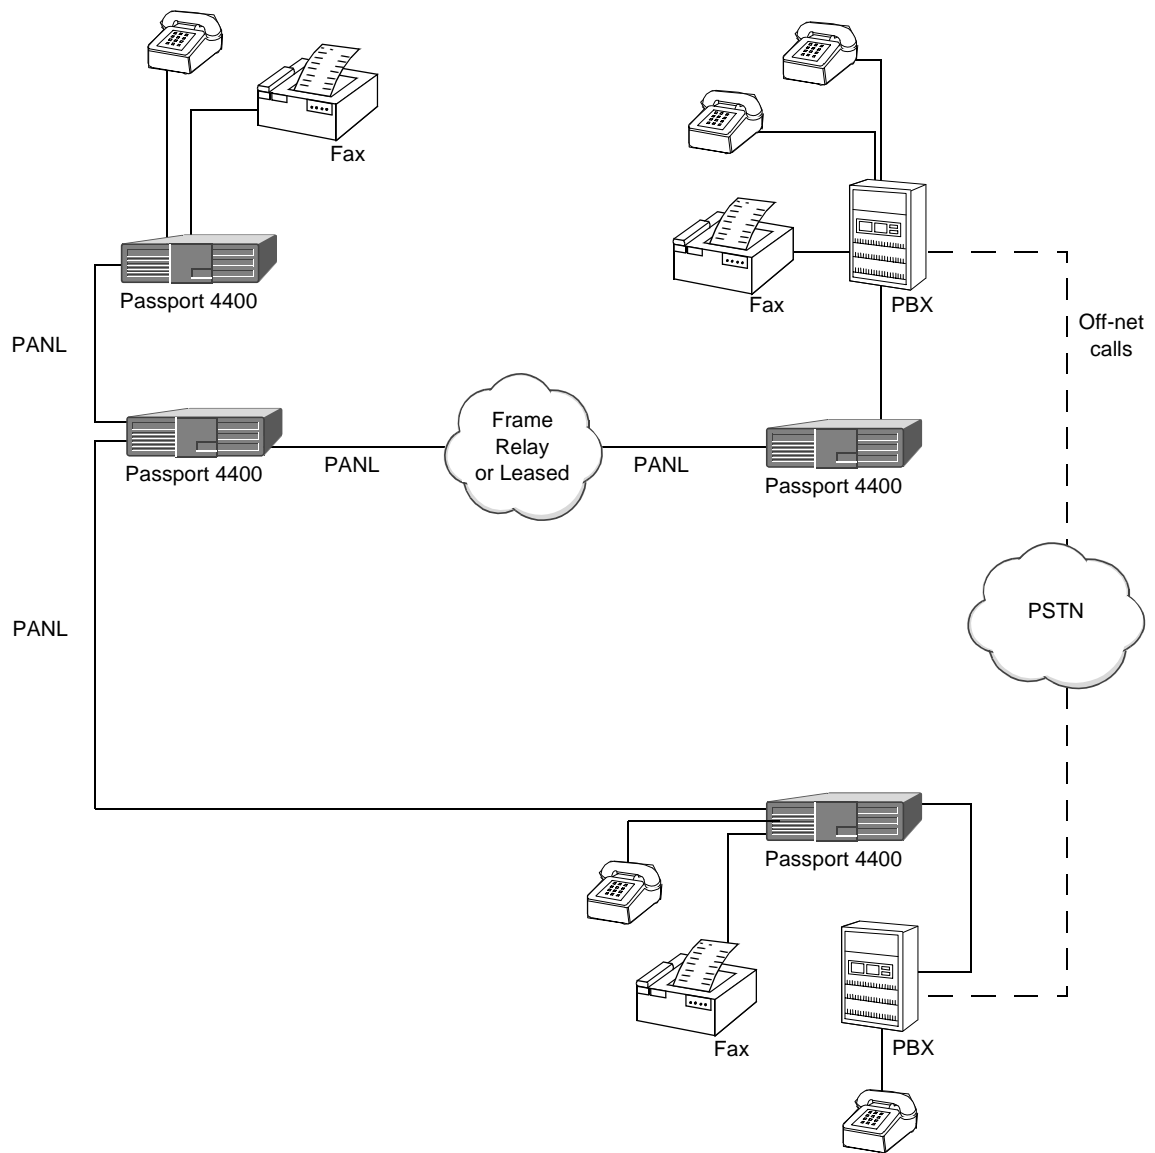 Fax
Passport 4400
Fax
PBX
Off-net
calls
PANL
Frame
Relay
or Leased
Passport 4400
PANL
PANL
Passport 4400
PSTN
PANL
Passport 4400
Fax
PBX